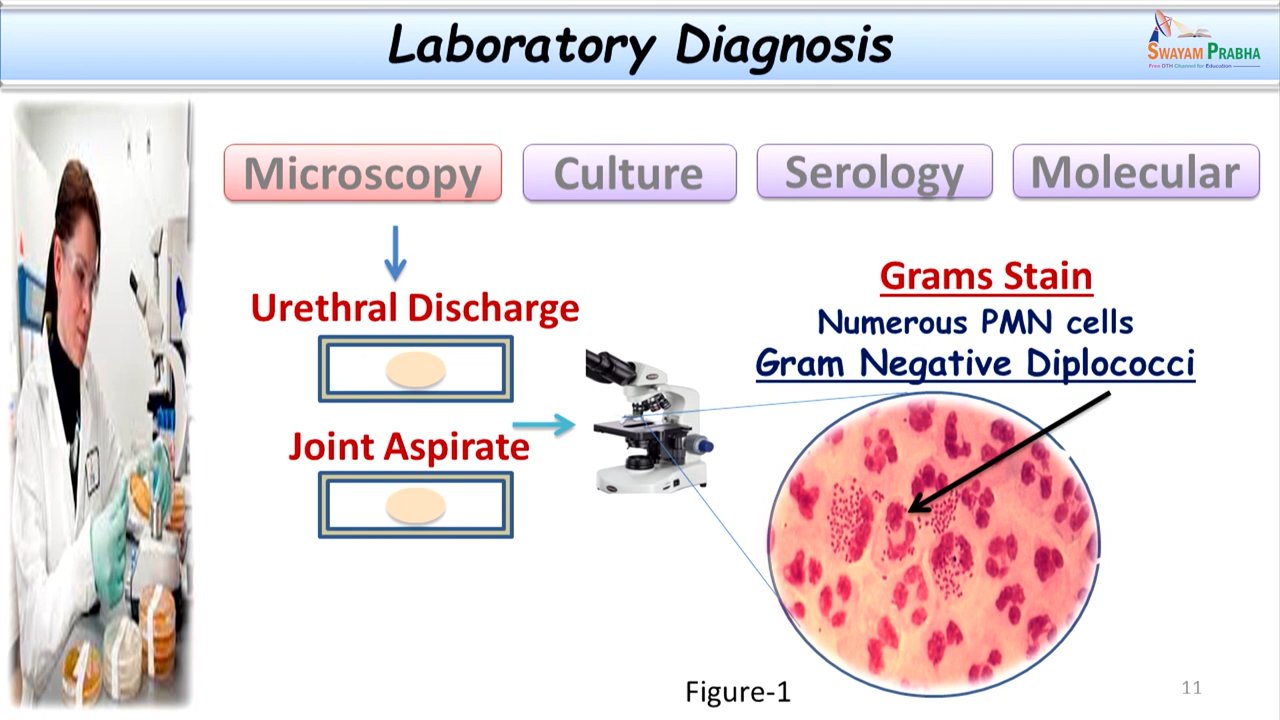 Laboratory Diagnosis
SWAYAM PRABHA
Free DTH Channel for Education
Microscopy
Culture
Serology
Molecular
Urethral Discharge
Joint Aspirate
Grams Stain
Numerous PMN cells
Gram Negative Diplococci
Figure-1
11